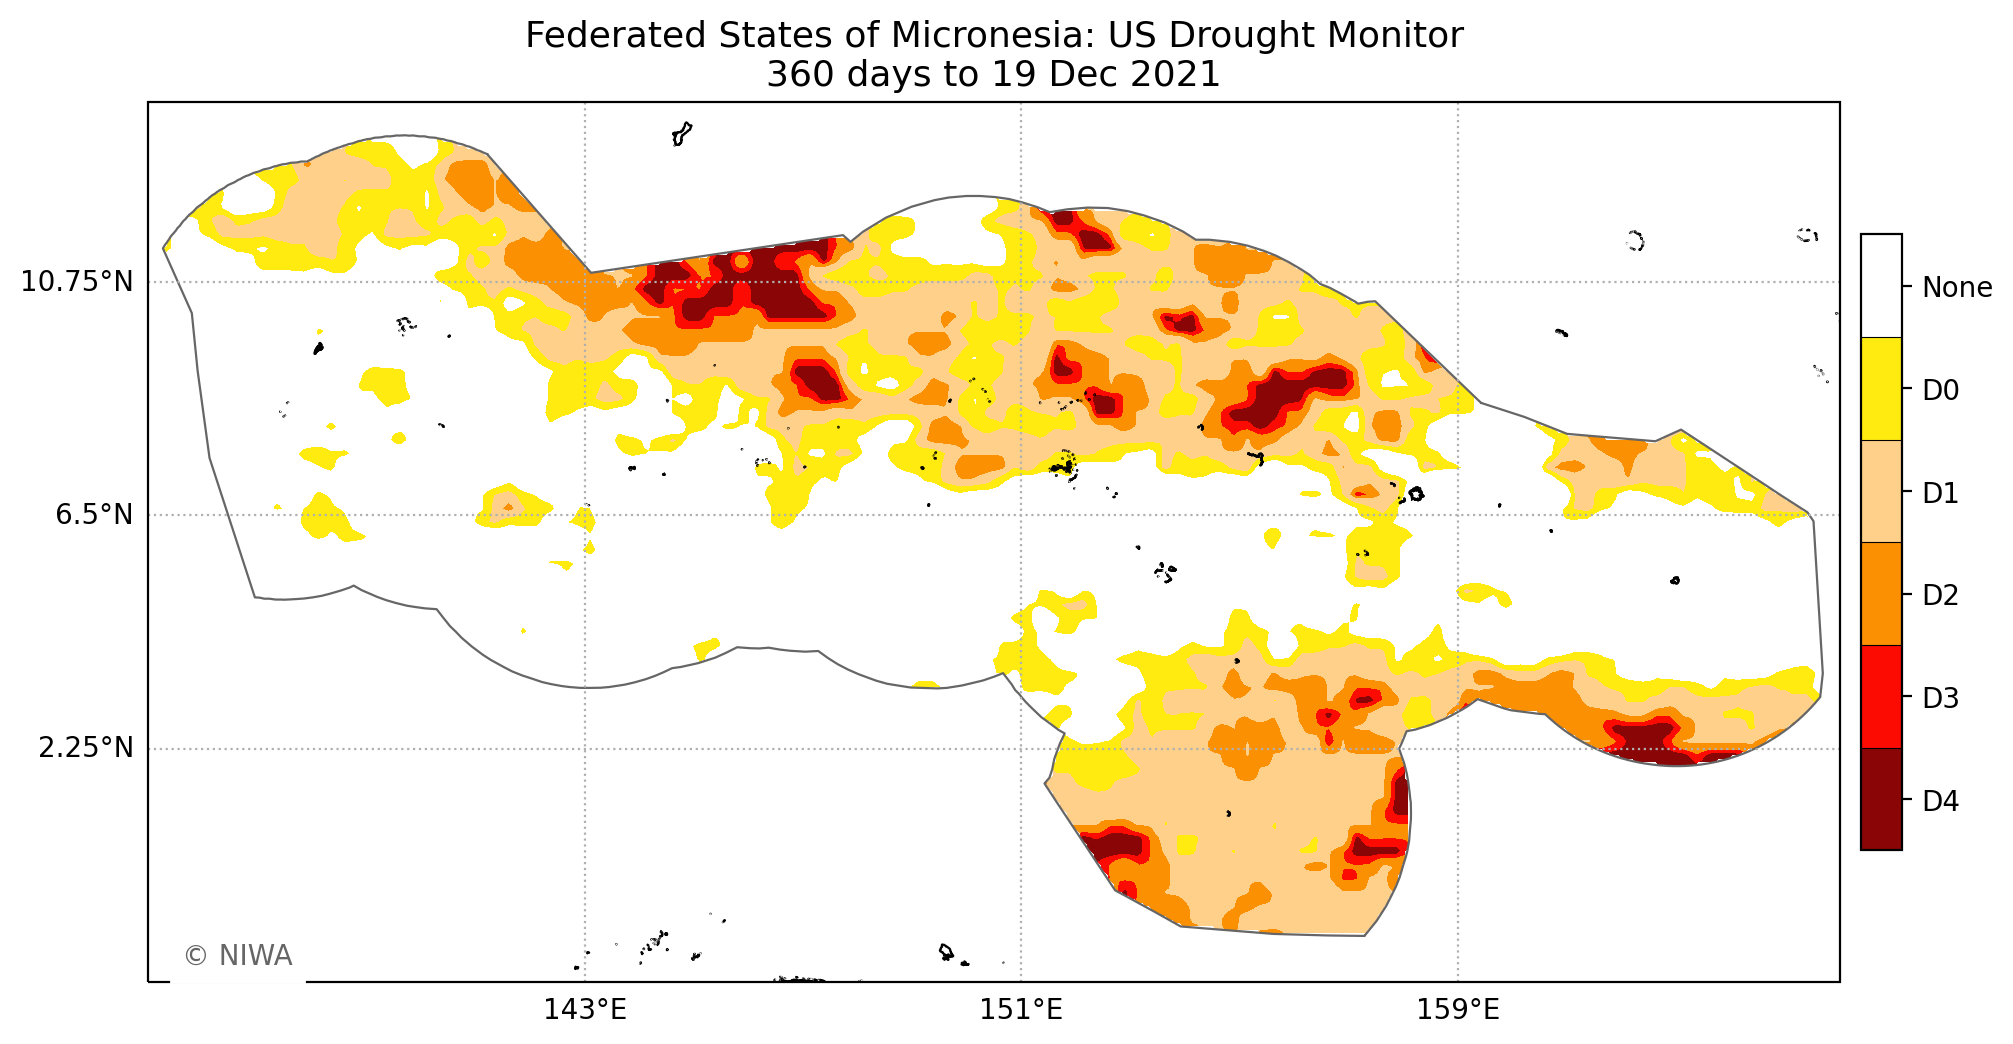 Federated States of Micronesia: US Drought Monitor
360 days to 19 Dec 2021
10.75°N
6.5°N
2.25°N
143°E
151°E
159°E
None
D0
D1
D2
D3
D4
© NIWA